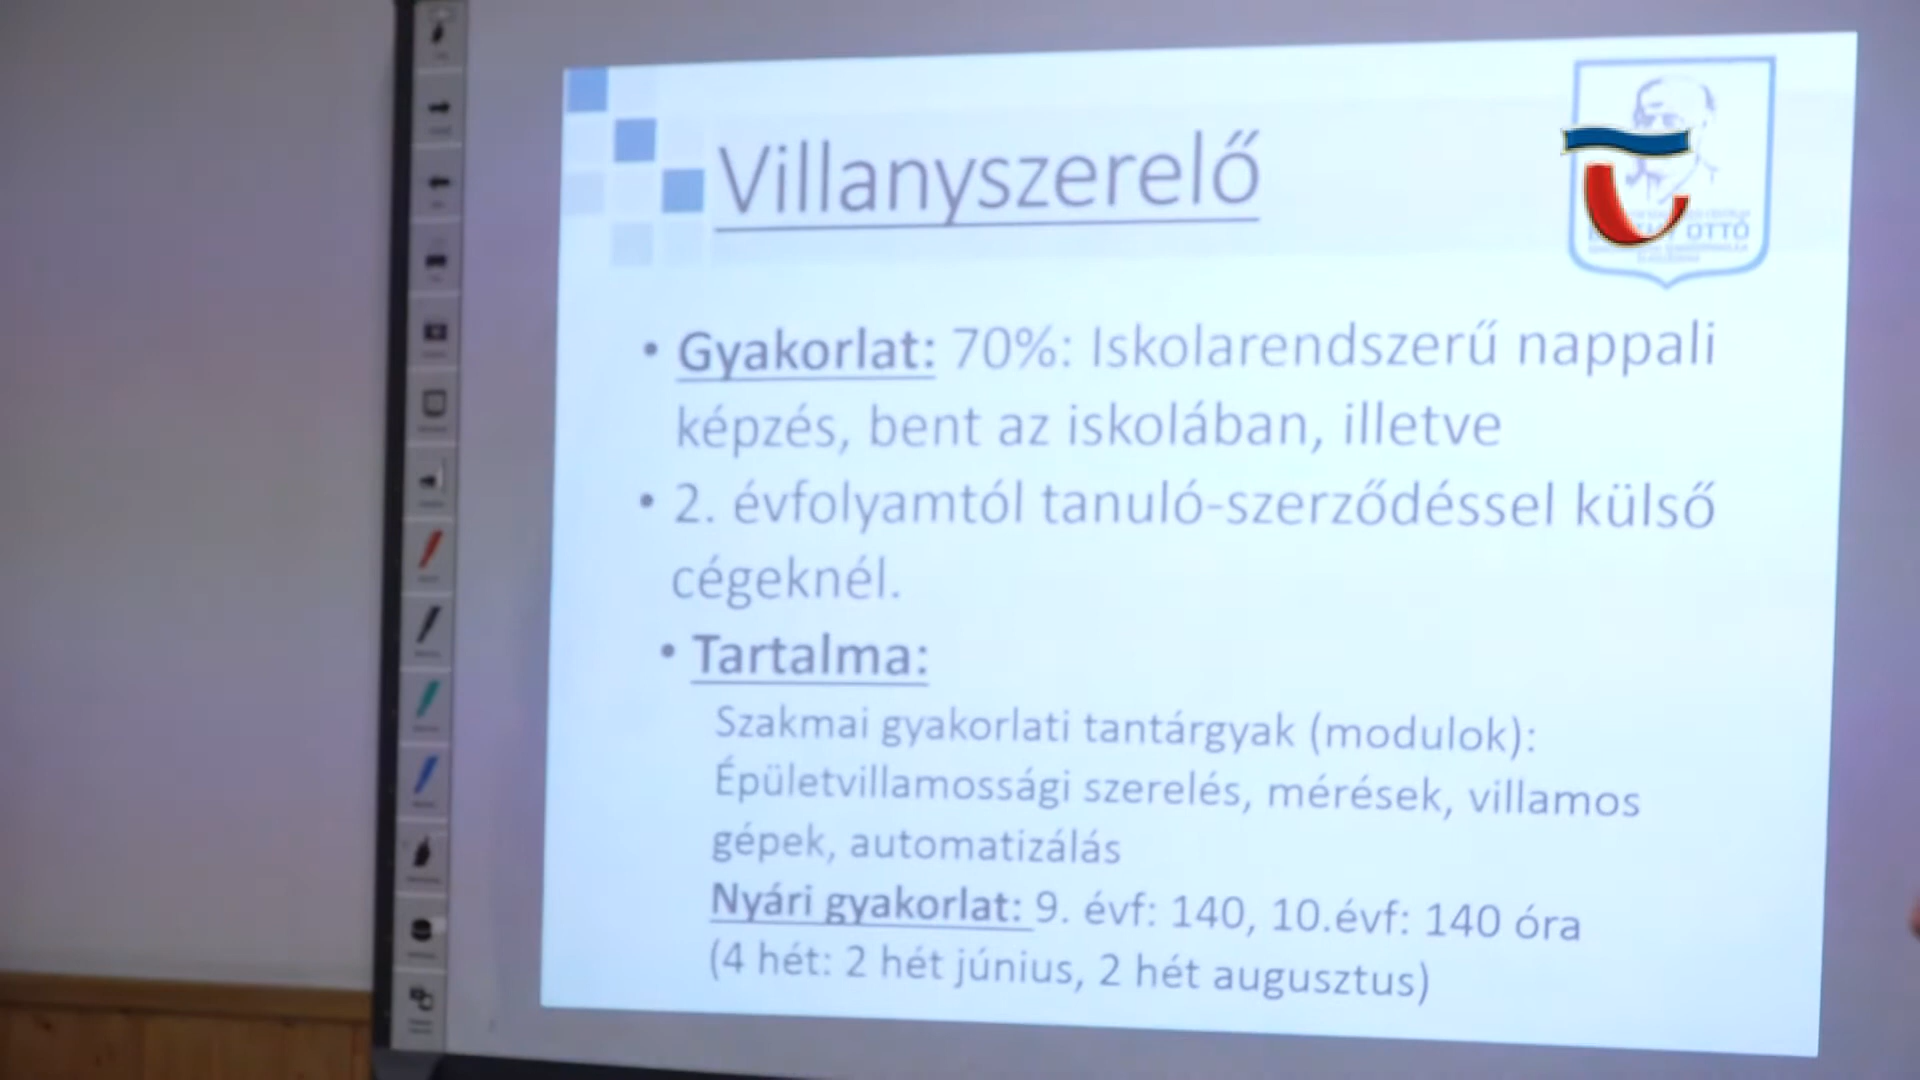 Villanyszerelő
OTTÓ
• Gyakorlat: 70%: Iskolarendszerű nappali
képzés, bent az iskolában, illetve
• 2. évfolyamtól tanuló-szerződéssel külső
cégeknél.
• Tartalma:
Szakmai gyakorlati tantárgyak (modulok):
Épületvillamossági szerelés, mérések, villamos
gépek, automatizálás
Nyári gyakorlat: 9. évf: 140, 10.évf: 140 óra
(4 hét: 2 hét június, 2 hét augusztus)